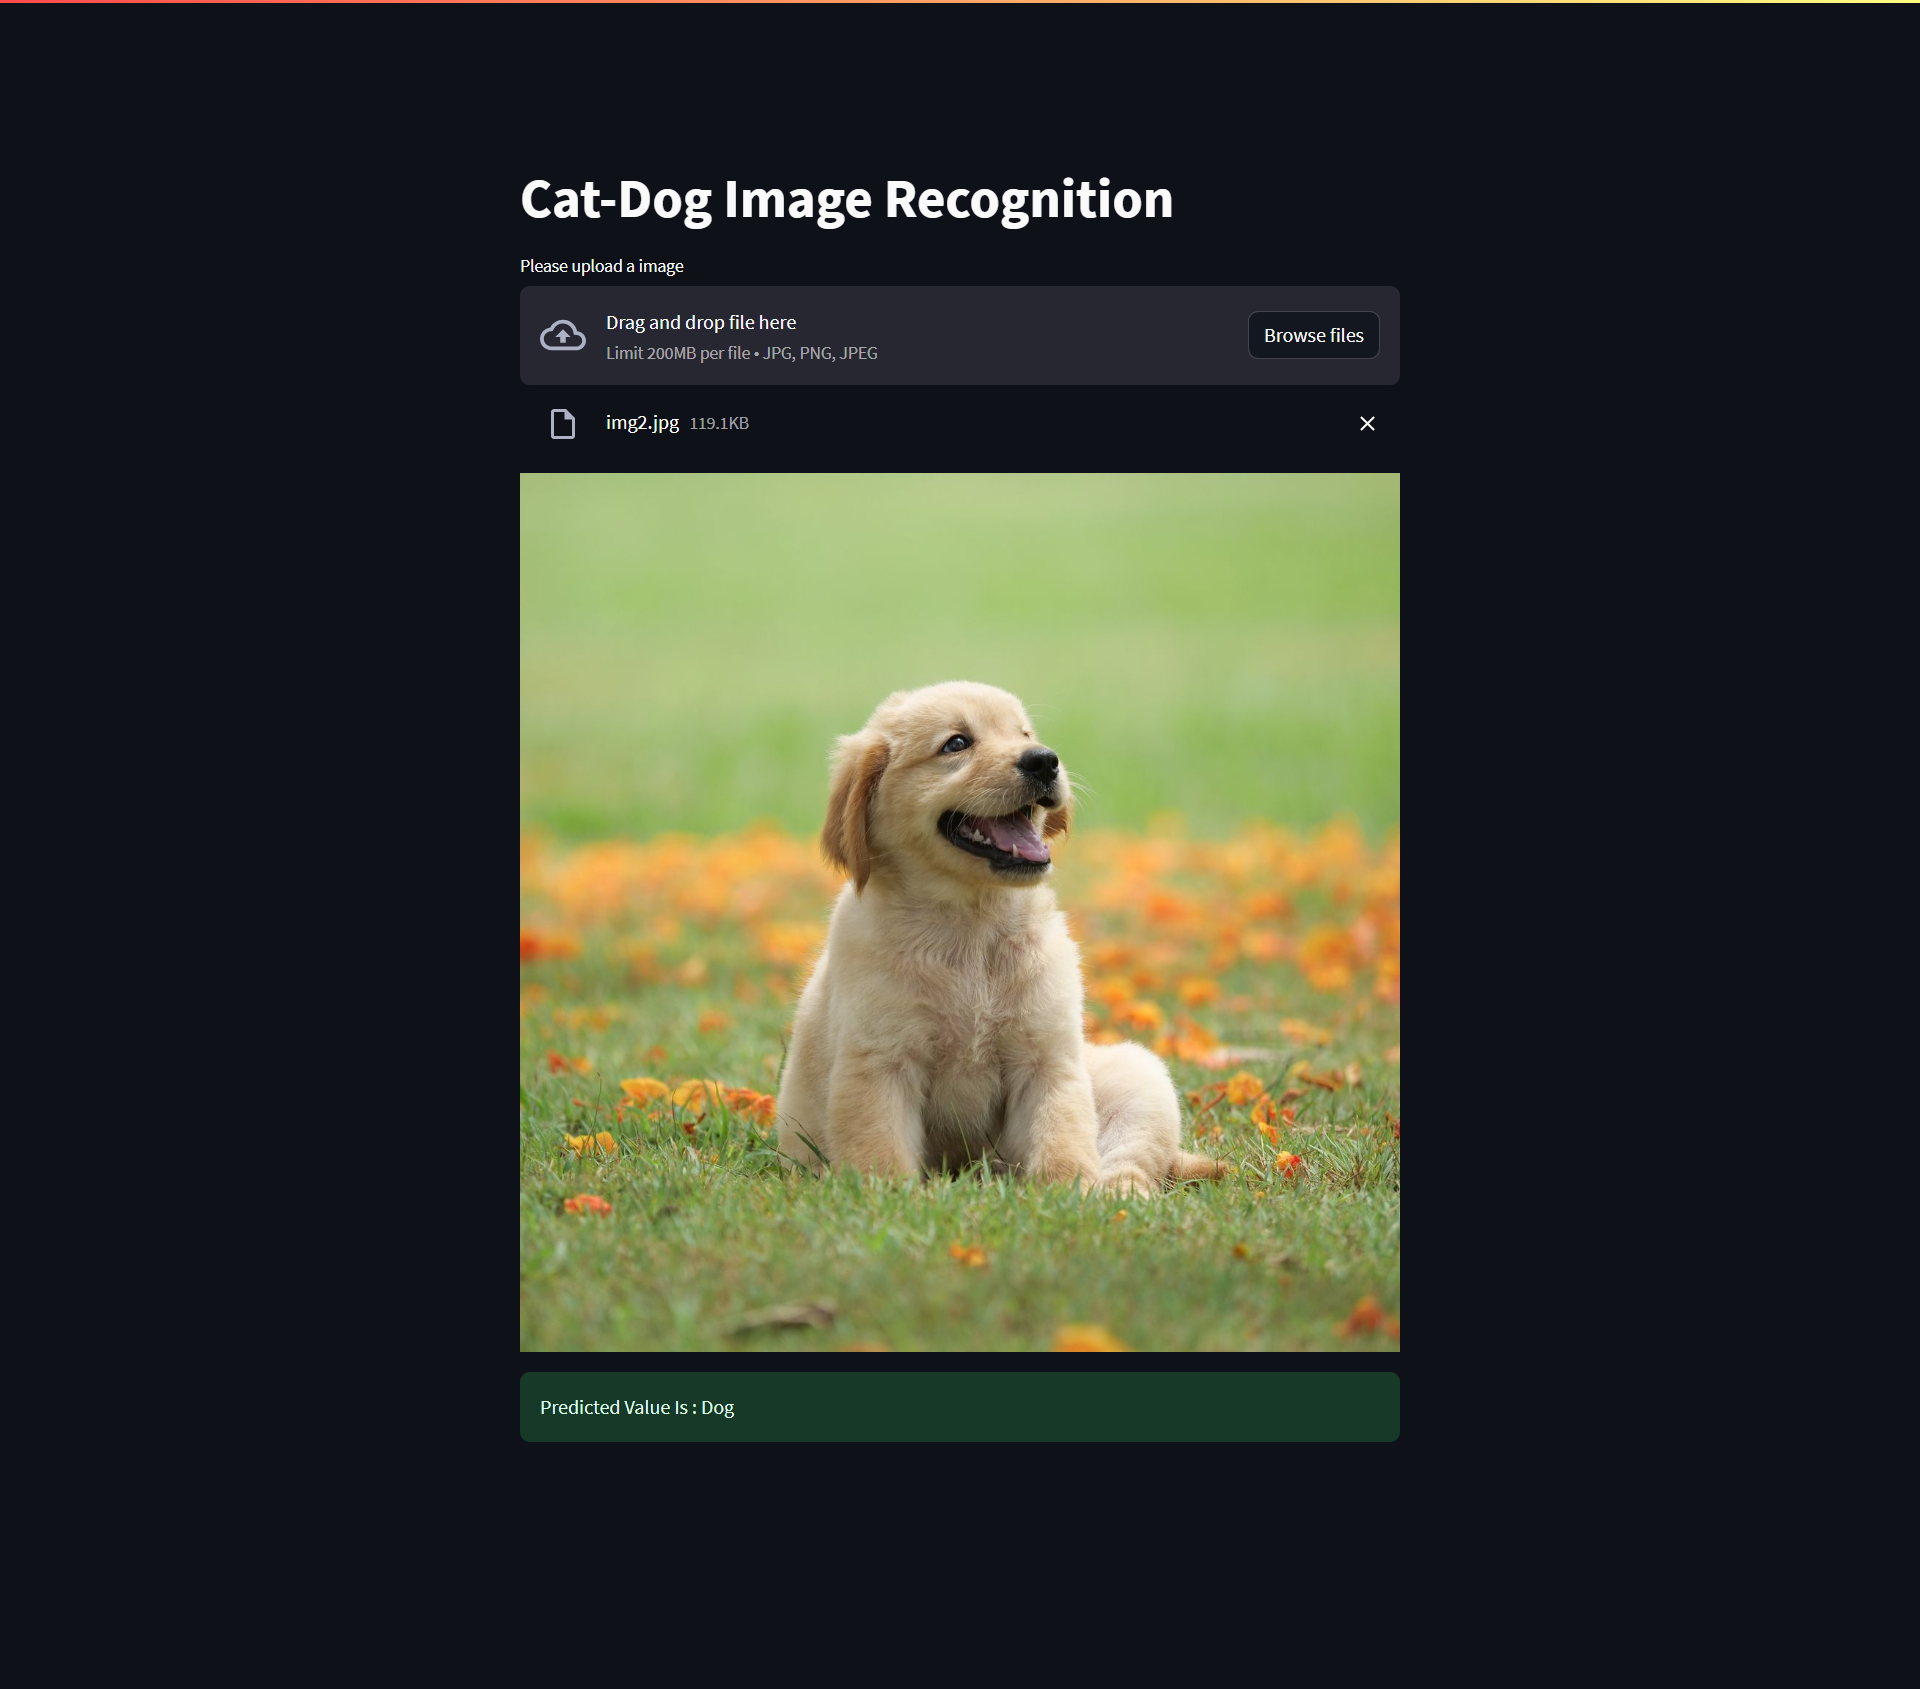 Cat-Dog Image Recognition
Please upload a image
Drag and drop file here
Limit 200MB per file • JPG, PNG, JPEG
Browse files
img2.jpg 119.1KB
Predicted Value Is : Dog